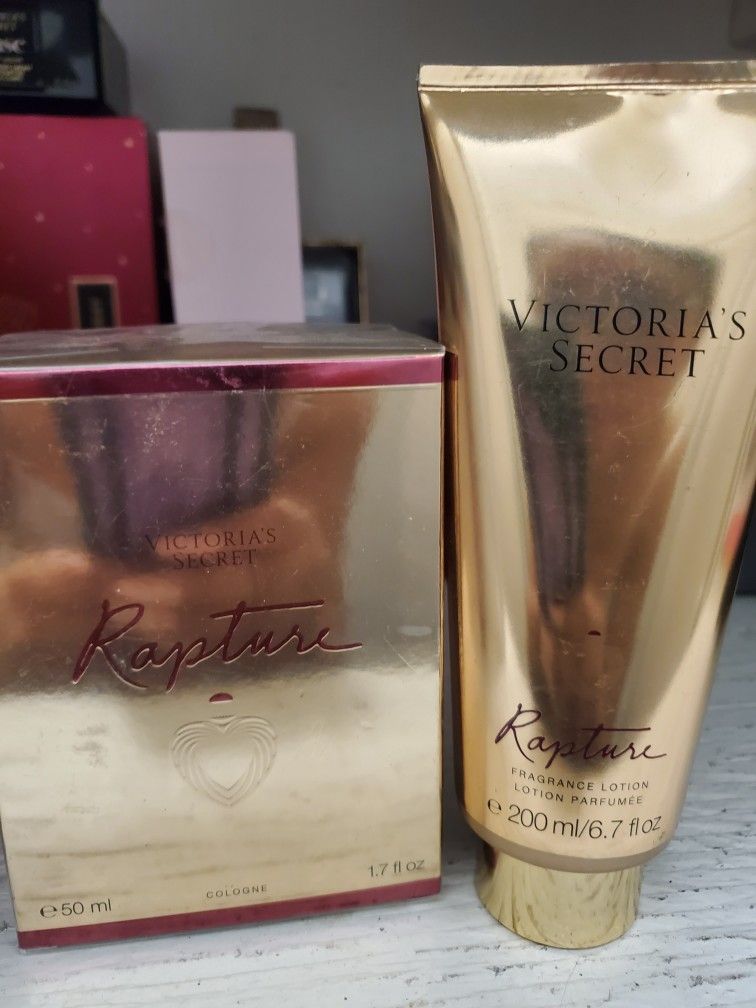 VICTORIA'S
SECRET
Rapture
COLOGNE
e 50 ml
1.7 fl oz
VICTORIA'S
SECRET
Rapture
FRAGRANCE LOTION
LOTION PARFUMÉE
e 200 ml/6.7 fl oz